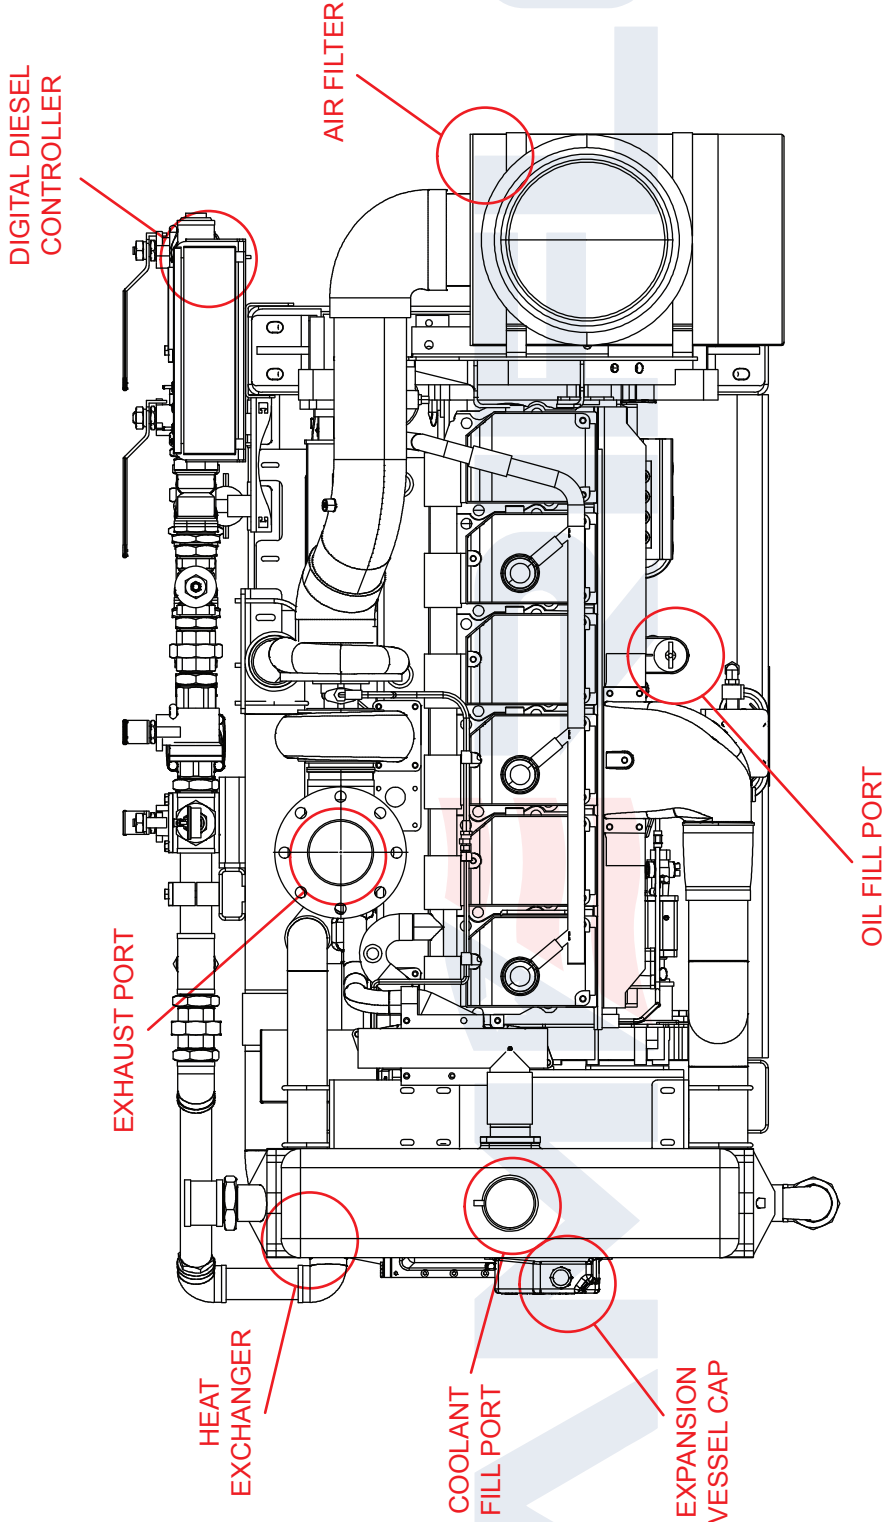 DIGITAL DIESEL
CONTROLLER
AIR FILTER
EXHAUST PORT
OIL FILL PORT
HEAT
EXCHANGER
COOLANT
FILL PORT
EXPANSION
VESSEL CAP